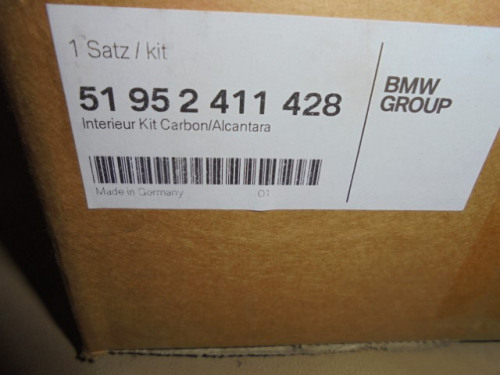 1 Satz / kit
51 95 2 411 428
Interieur Kit Carbon/Alcantara
Made in Germany 01
BMW
GROUP